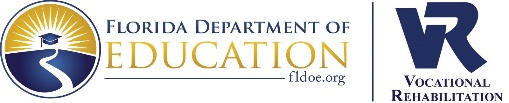 FLORIDA DEPARTMENT OF
EDUCATION
fldoe.org
VR
VOCATIONAL
REHABILITATION